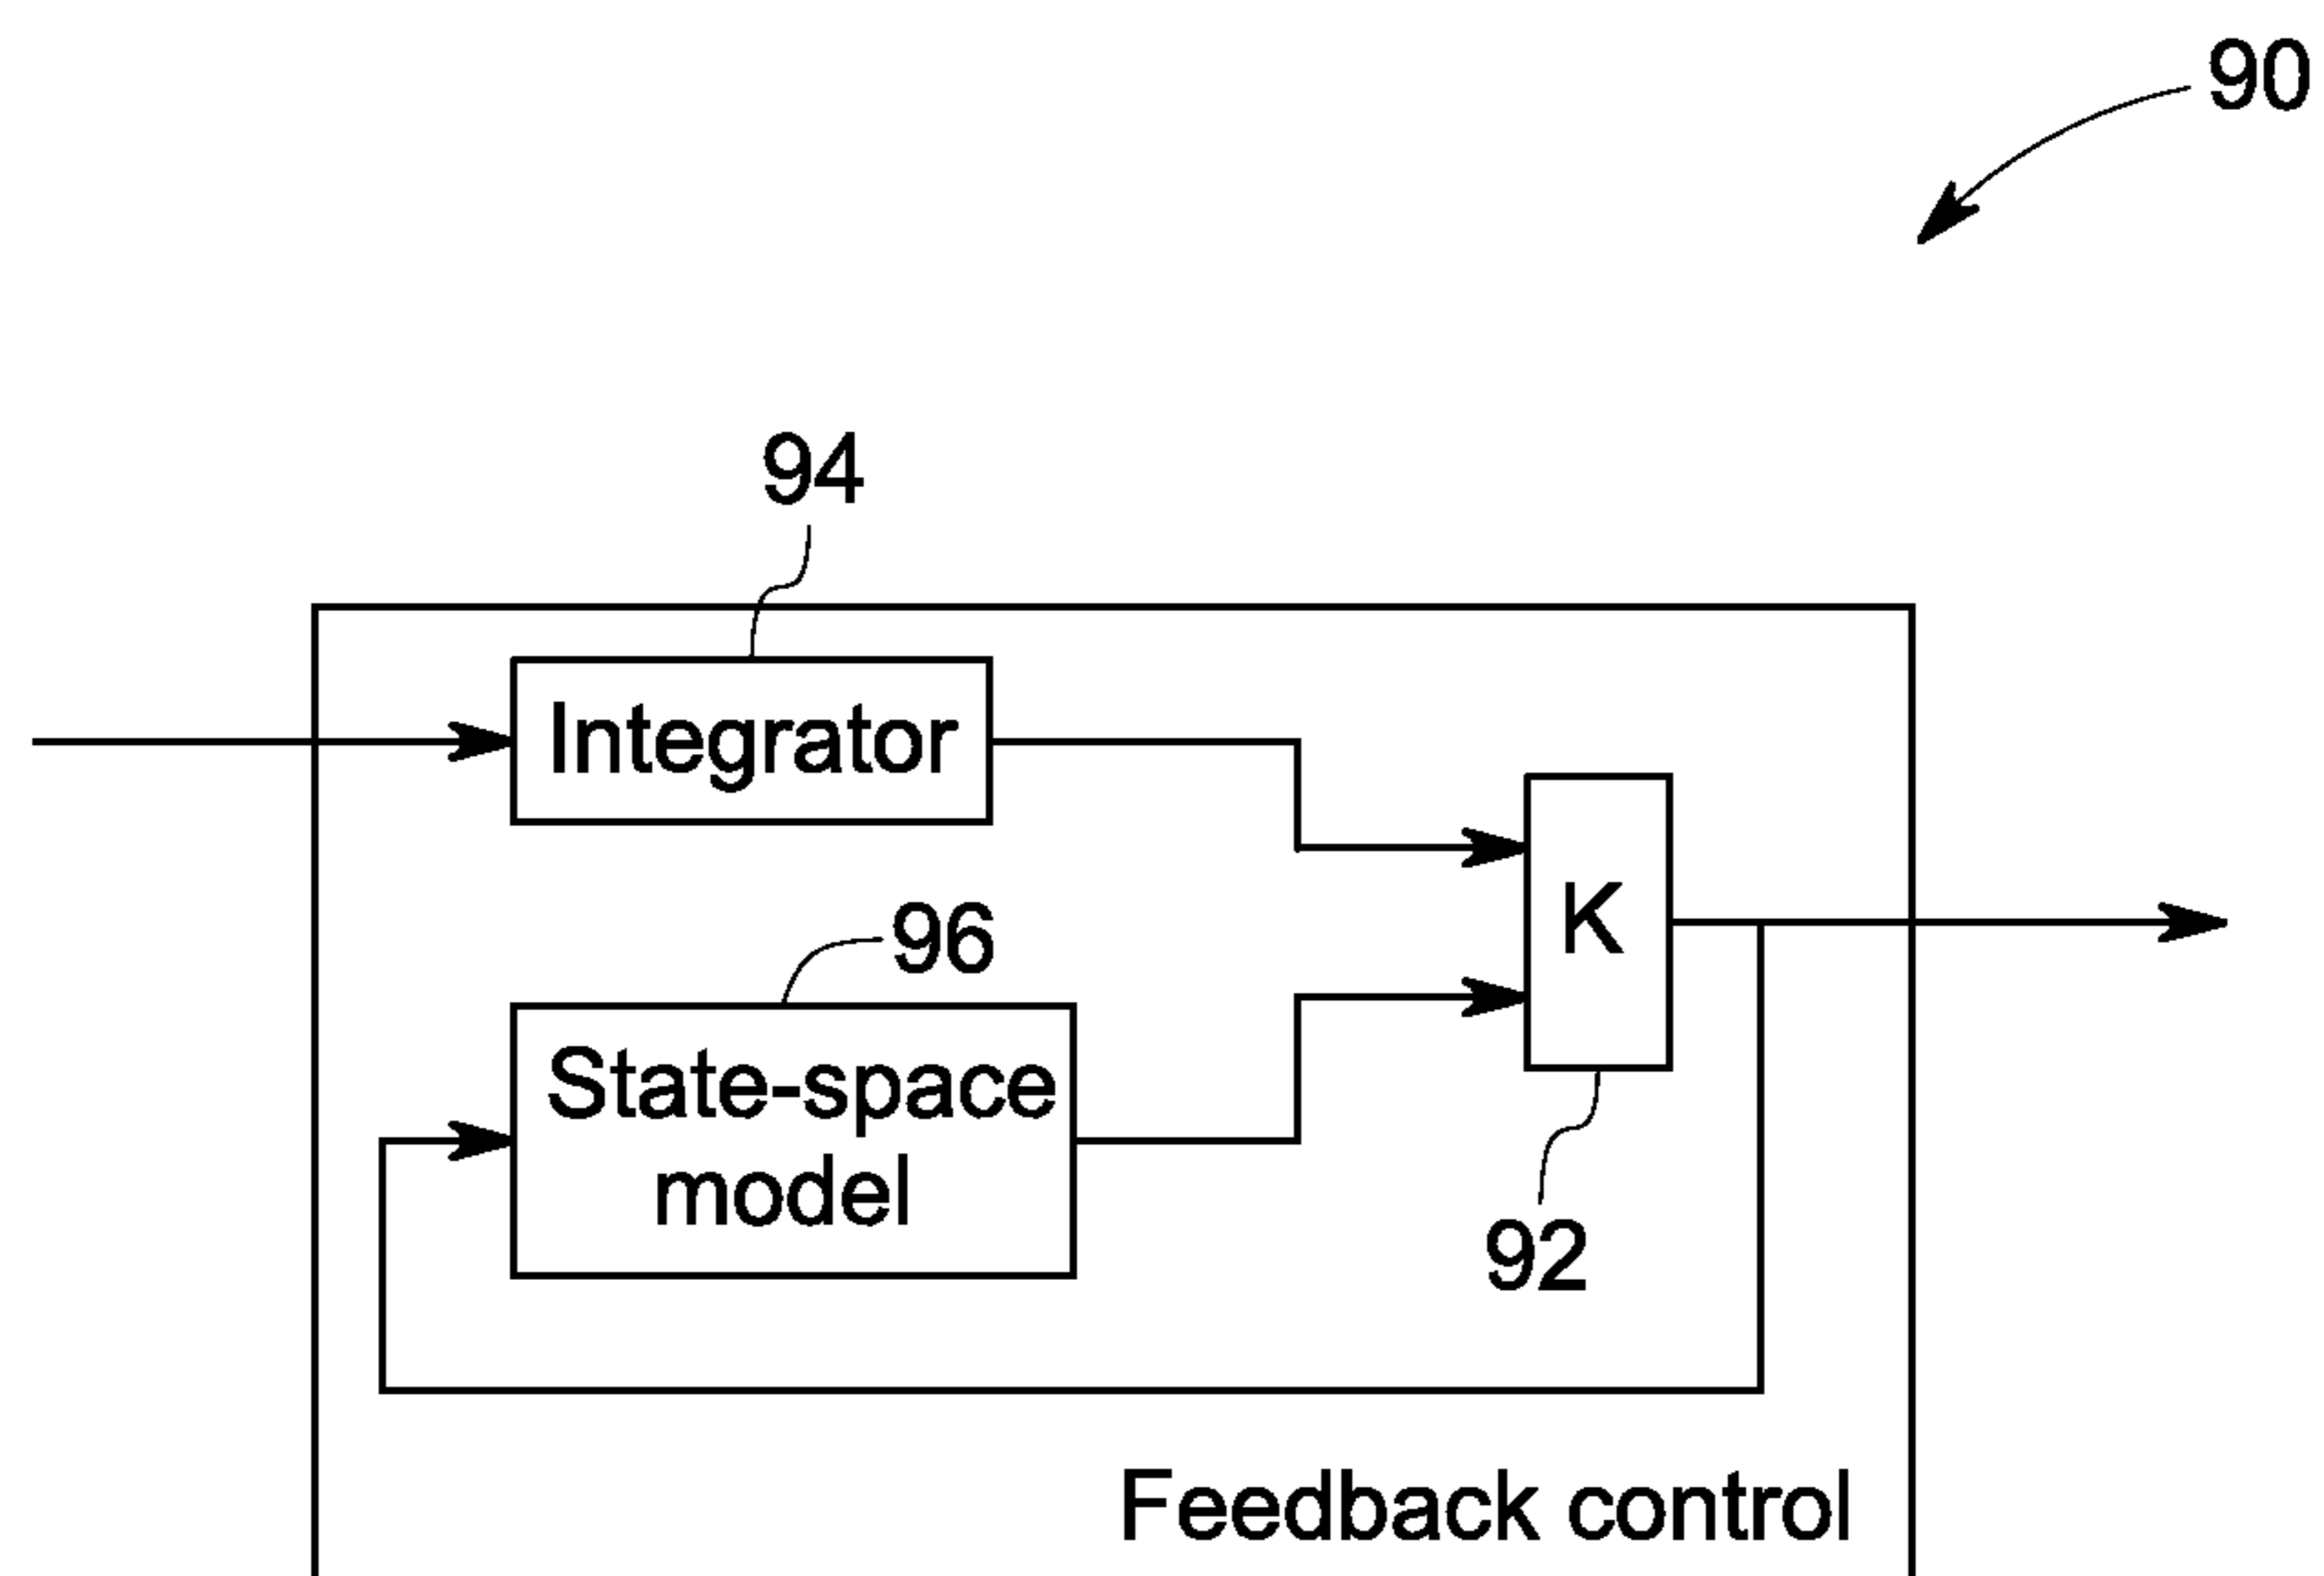 90
94
Integrator
K
96
State-space
model
92
Feedback control